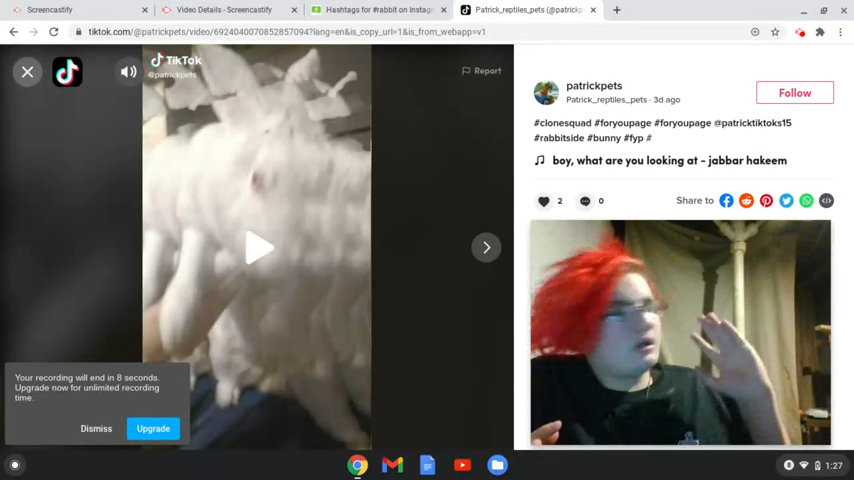 Screencastify
Video Details - Screencastify
Hashtags for #rabbit on Instagr
Patrick_reptiles_pets (@patrickp
tiktok.com/@patrickpets/video/6924040070852857094?lang=en&is_copy_url=1&is_from_webapp=v1
TikTok
@patrickpets
Report
patrickpets
Patrick_reptiles_pets · 3d ago
Follow
#clonesquad #foryoupage #foryoupage @patricktiktoks15
#rabbitside #bunny #fyp #
boy, what are you looking at - jabbar hakeem
2
0
Share to
Your recording will end in 8 seconds.
Upgrade now for unlimited recording
time.
Dismiss
Upgrade
1:27